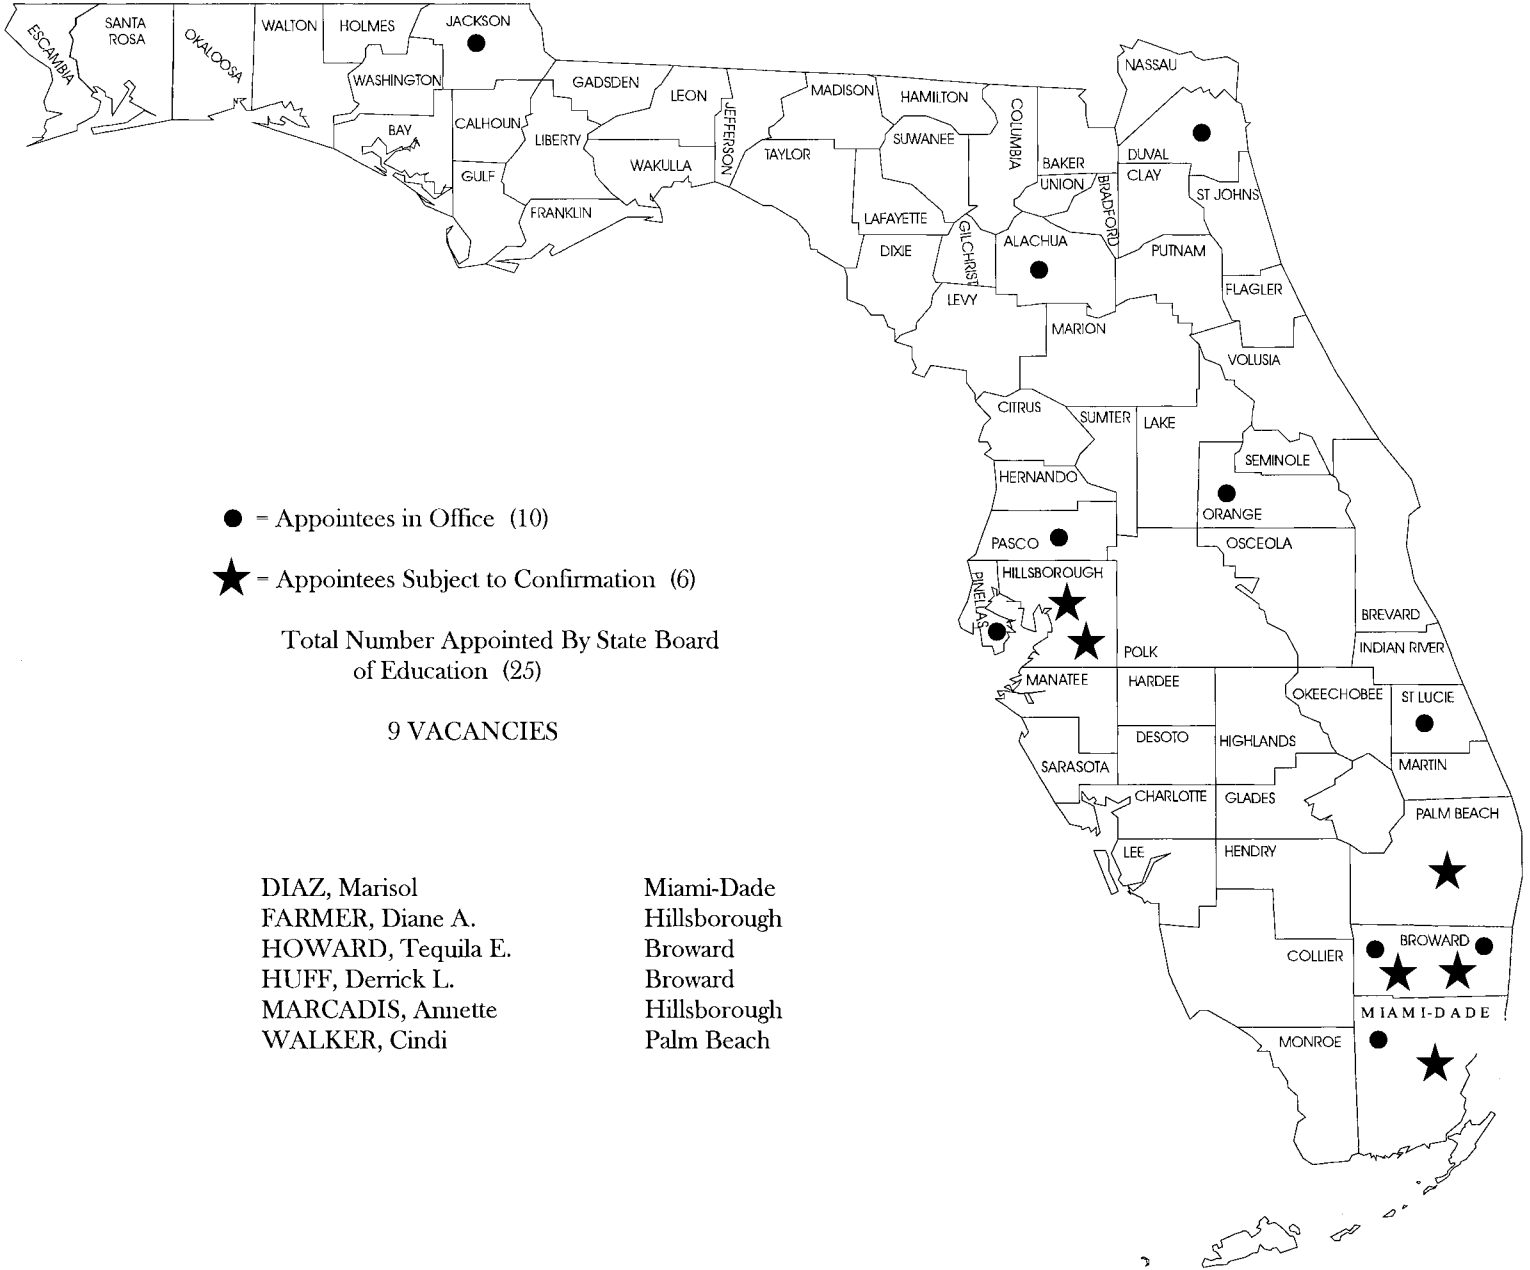 ESCAMBIA
SANTA
ROSA
OKALOOSA
WALTON
HOLMES
JACKSON
WASHINGTON
BAY
CALHOUN
GULF
GADSDEN
LIBERTY
FRANKLIN
LEON
WAKULLA
JEFFERSON
MADISON
TAYLOR
HAMILTON
SUWANEE
LAFAYETTE
DIXIE
COLUMBIA
GILCHRIST
LEVY
NASSAU
DUVAL
BAKER
UNION
BRADFORD
CLAY
ST JOHNS
ALACHUA
PUTNAM
FLAGLER
MARION
VOLUSIA
CITRUS
SUMTER
LAKE
SEMINOLE
HERNANDO
ORANGE
PASCO
OSCEOLA
HILLSBOROUGH
PINELLAS
POLK
BREVARD
INDIAN RIVER
MANATEE
HARDEE
OKEECHOBEE
ST LUCIE
DESOTO
HIGHLANDS
SARASOTA
MARTIN
CHARLOTTE
GLADES
PALM BEACH
LEE
HENDRY
COLLIER
BROWARD
MIAMI-DADE
MONROE
= Appointees in Office (10)
= Appointees Subject to Confirmation (6)
Total Number Appointed By State Board
of Education (25)
9 VACANCIES
DIAZ, Marisol Miami-Dade
FARMER, Diane A. Hillsborough
HOWARD, Tequila E. Broward
HUFF, Derrick L. Broward
MARCADIS, Annette Hillsborough
WALKER, Cindi Palm Beach